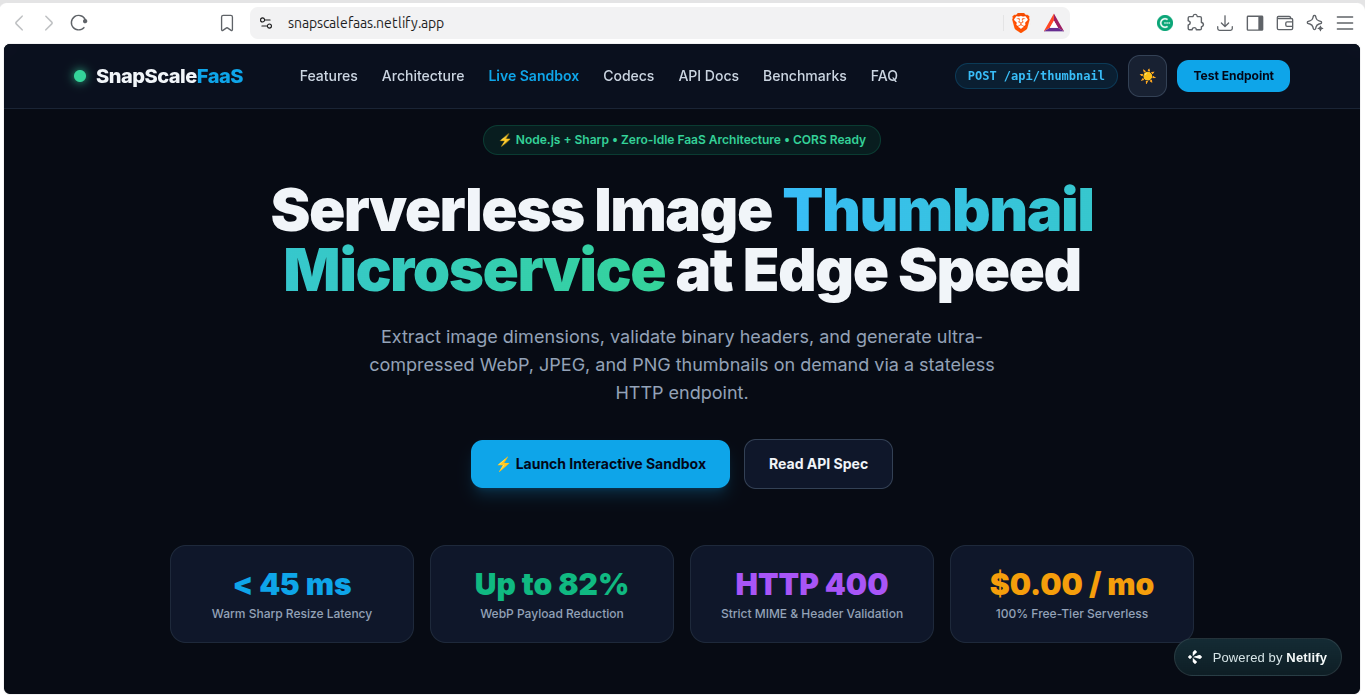 snapscalefaas.netlify.app
SnapScaleFaaS
Features Architecture Live Sandbox Codecs API Docs Benchmarks FAQ
POST /api/thumbnail
Test Endpoint
⚡ Node.js + Sharp • Zero-Idle FaaS Architecture • CORS Ready
Serverless Image Thumbnail
Microservice at Edge Speed
Extract image dimensions, validate binary headers, and generate ultra-
compressed WebP, JPEG, and PNG thumbnails on demand via a stateless
HTTP endpoint.
⚡ Launch Interactive Sandbox
Read API Spec
< 45 ms
Warm Sharp Resize Latency
Up to 82%
WebP Payload Reduction
HTTP 400
Strict MIME & Header Validation
$0.00 / mo
100% Free-Tier Serverless
Powered by Netlify